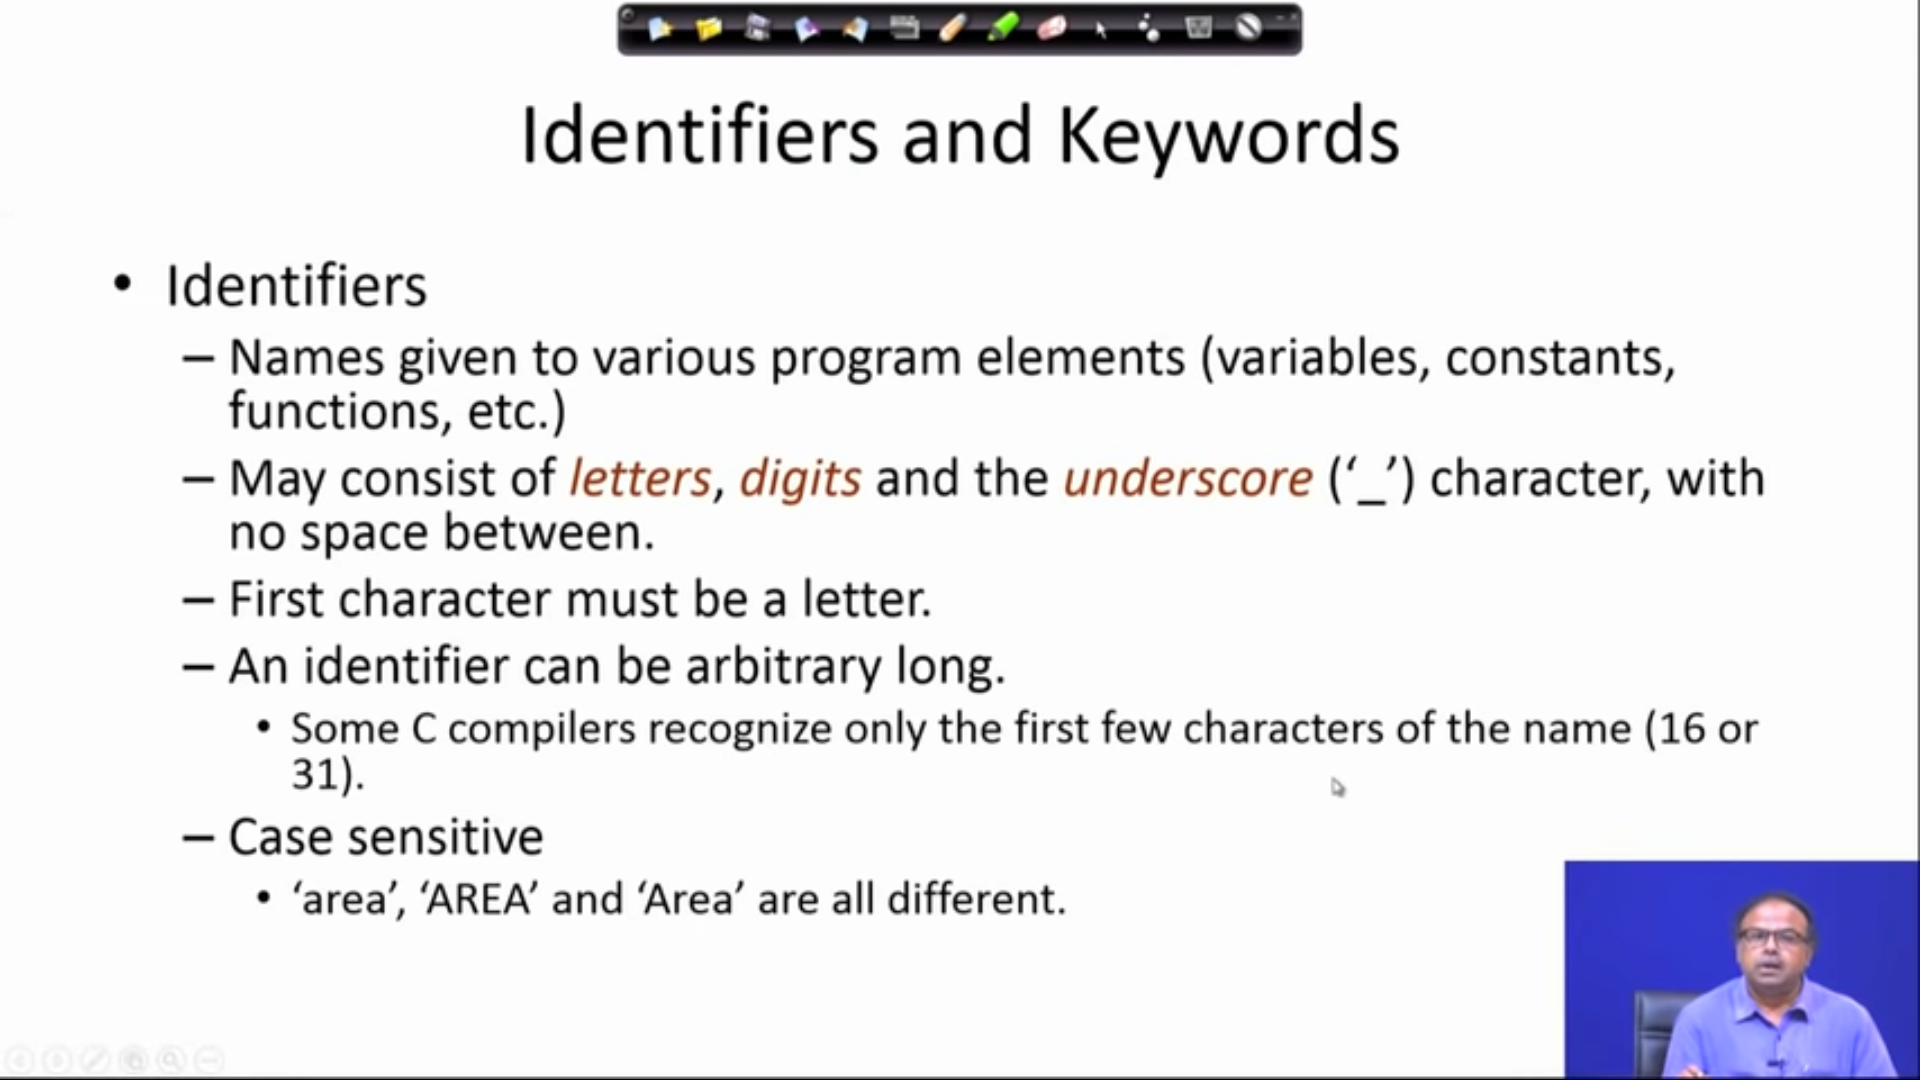 Identifiers and Keywords
• Identifiers
– Names given to various program elements (variables, constants,
functions, etc.)
– May consist of letters, digits and the underscore (‘_’) character, with
no space between.
– First character must be a letter.
– An identifier can be arbitrary long.
• Some C compilers recognize only the first few characters of the name (16 or
31).
– Case sensitive
• ‘area’, ‘AREA’ and ‘Area’ are all different.